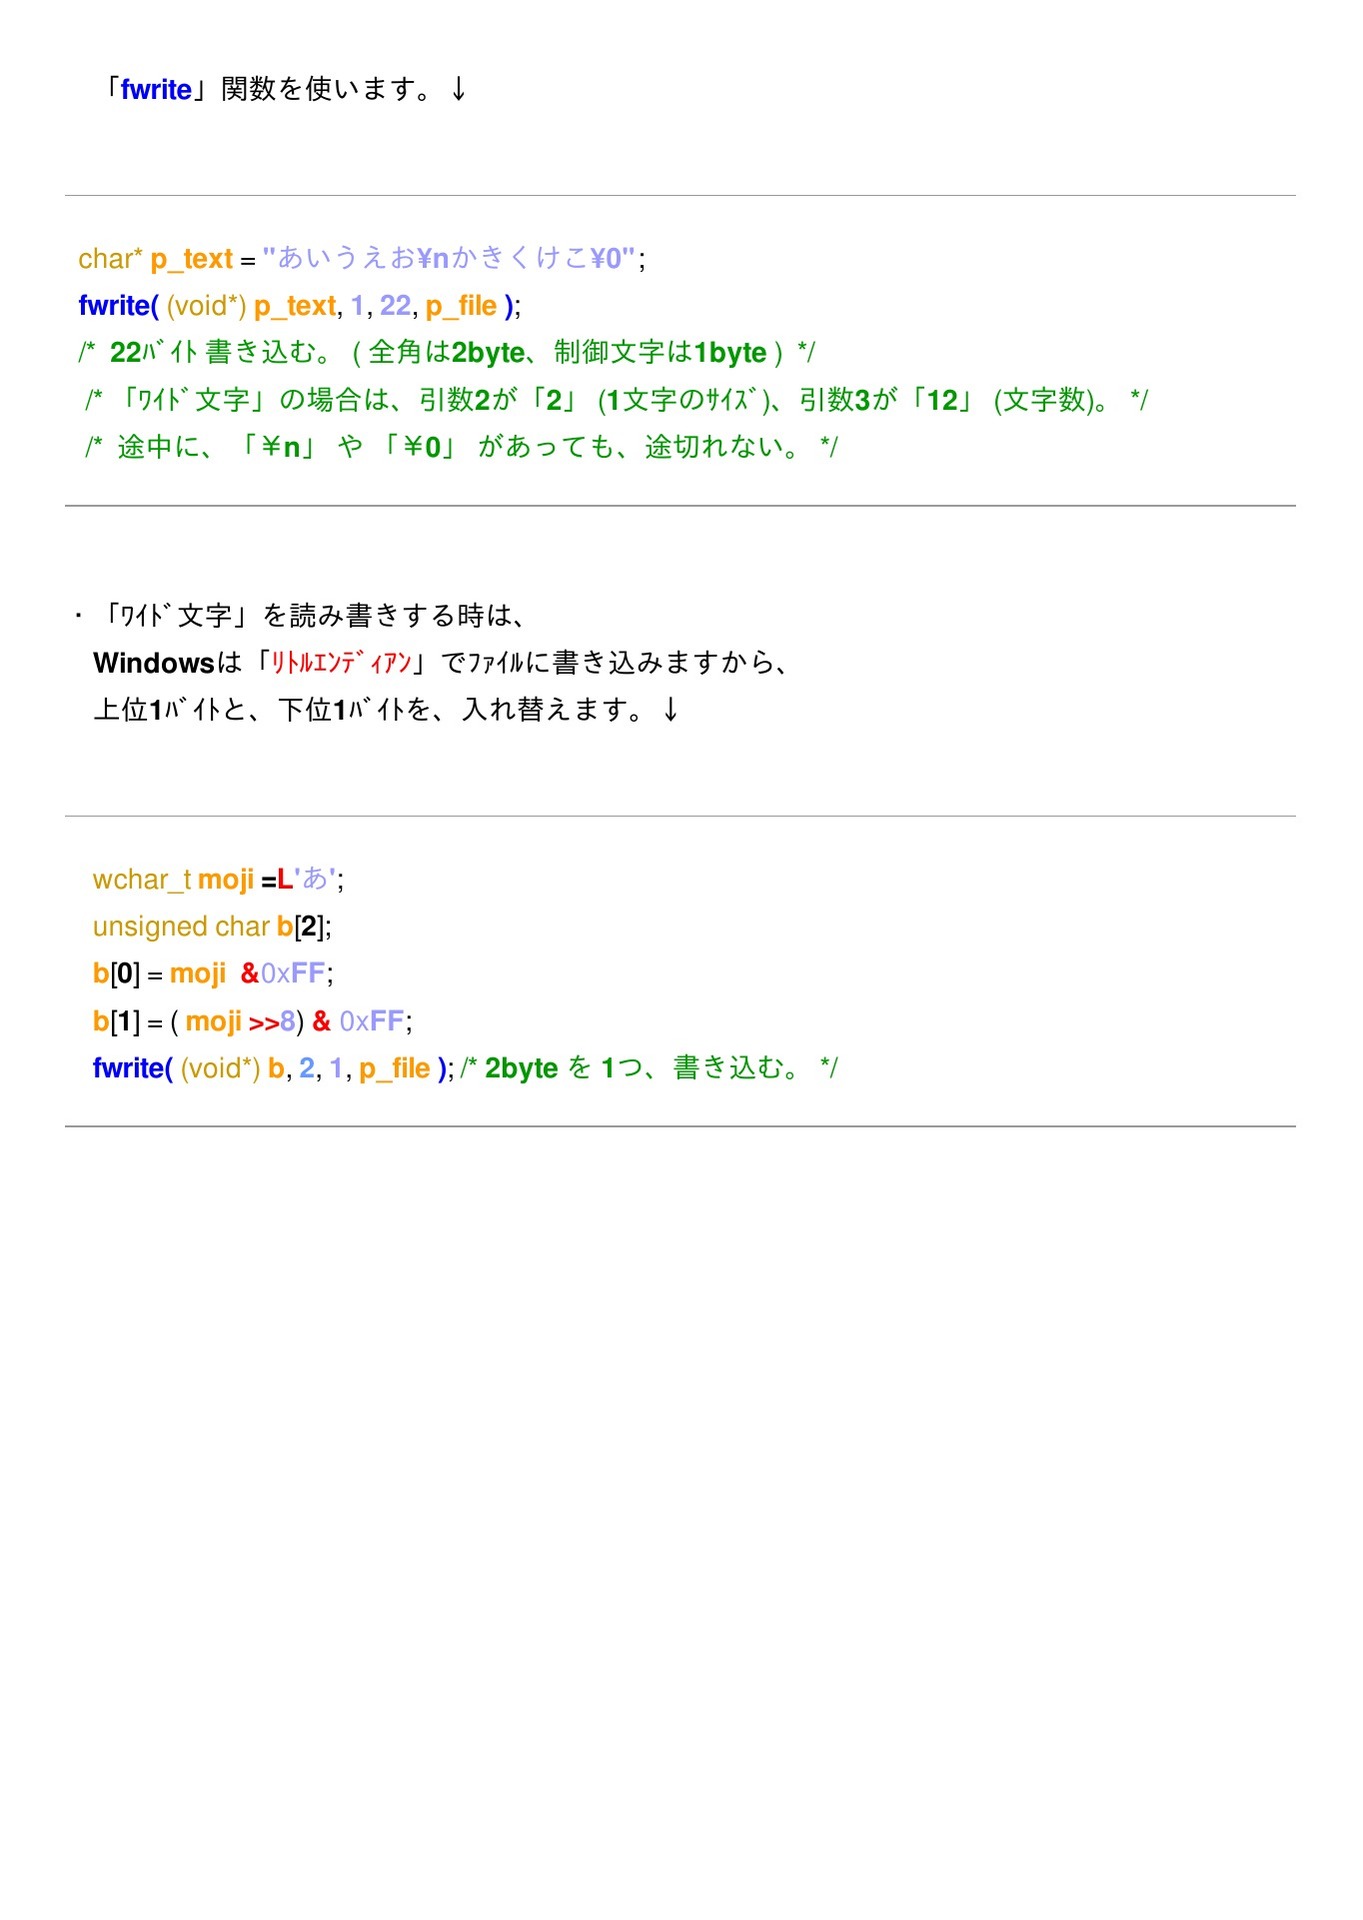 「fwrite」関数を使います。↓
char* p_text = "あいうえお¥nかきくけこ¥0";
fwrite( (void*) p_text, 1, 22, p_file );
/* 22ﾊﾞｲﾄ 書き込む。 ( 全角は2byte、制御文字は1byte ) */
/* 「ﾜｲﾄﾞ文字」の場合は、引数2が「2」 (1文字のｻｲｽﾞ)、引数3が「12」 (文字数)。 */
/* 途中に、「￥n」 や 「￥0」 があっても、途切れない。 */
・「ﾜｲﾄﾞ文字」を読み書きする時は、
Windowsは「ﾘﾄﾙｴﾝﾃﾞｨｱﾝ」でﾌｧｲﾙに書き込みますから、
上位1ﾊﾞｲﾄと、下位1ﾊﾞｲﾄを、入れ替えます。↓
wchar_t moji =L'あ';
unsigned char b[2];
b[0] = moji &0xFF;
b[1] = ( moji >>8) & 0xFF;
fwrite( (void*) b, 2, 1, p_file ); /* 2byte を 1つ、書き込む。 */